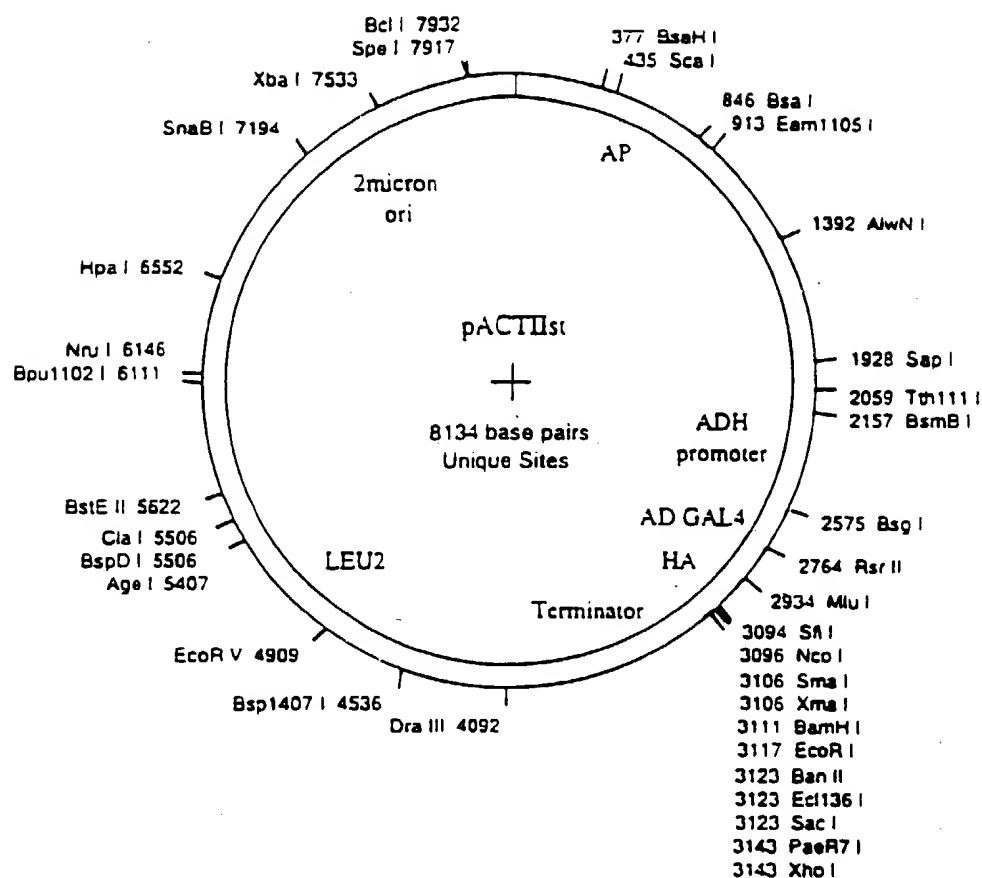 Bcl I 7932
Spe I 7917
Xba I 7533
SnaB I 7194
Hpa I 6552
Nru I 6146
Bpu1102 I 6111
BstE II 5622
Cla I 5506
BspD I 5506
Age I 5407
EcoR V 4909
Bsp1407 I 4536
Dra III 4092
377 BsaH I
435 Sca I
846 Bsa I
913 Eam1105 I
1392 AlwN I
1928 Sap I
2059 Tth111 I
2157 BsmB I
2575 Bsg I
2764 Rsr II
2934 Mlu I
3094 Sfi I
3096 Nco I
3106 Sma I
3106 Xma I
3111 BamH I
3117 EcoR I
3123 Ban II
3123 Ecl136 I
3123 Sac I
3143 PaeR7 I
3143 Xho I
AP
2micron
ori
pACTIIst
8134 base pairs
Unique Sites
ADH
promoter
AD GAL4
HA
LEU2
Terminator